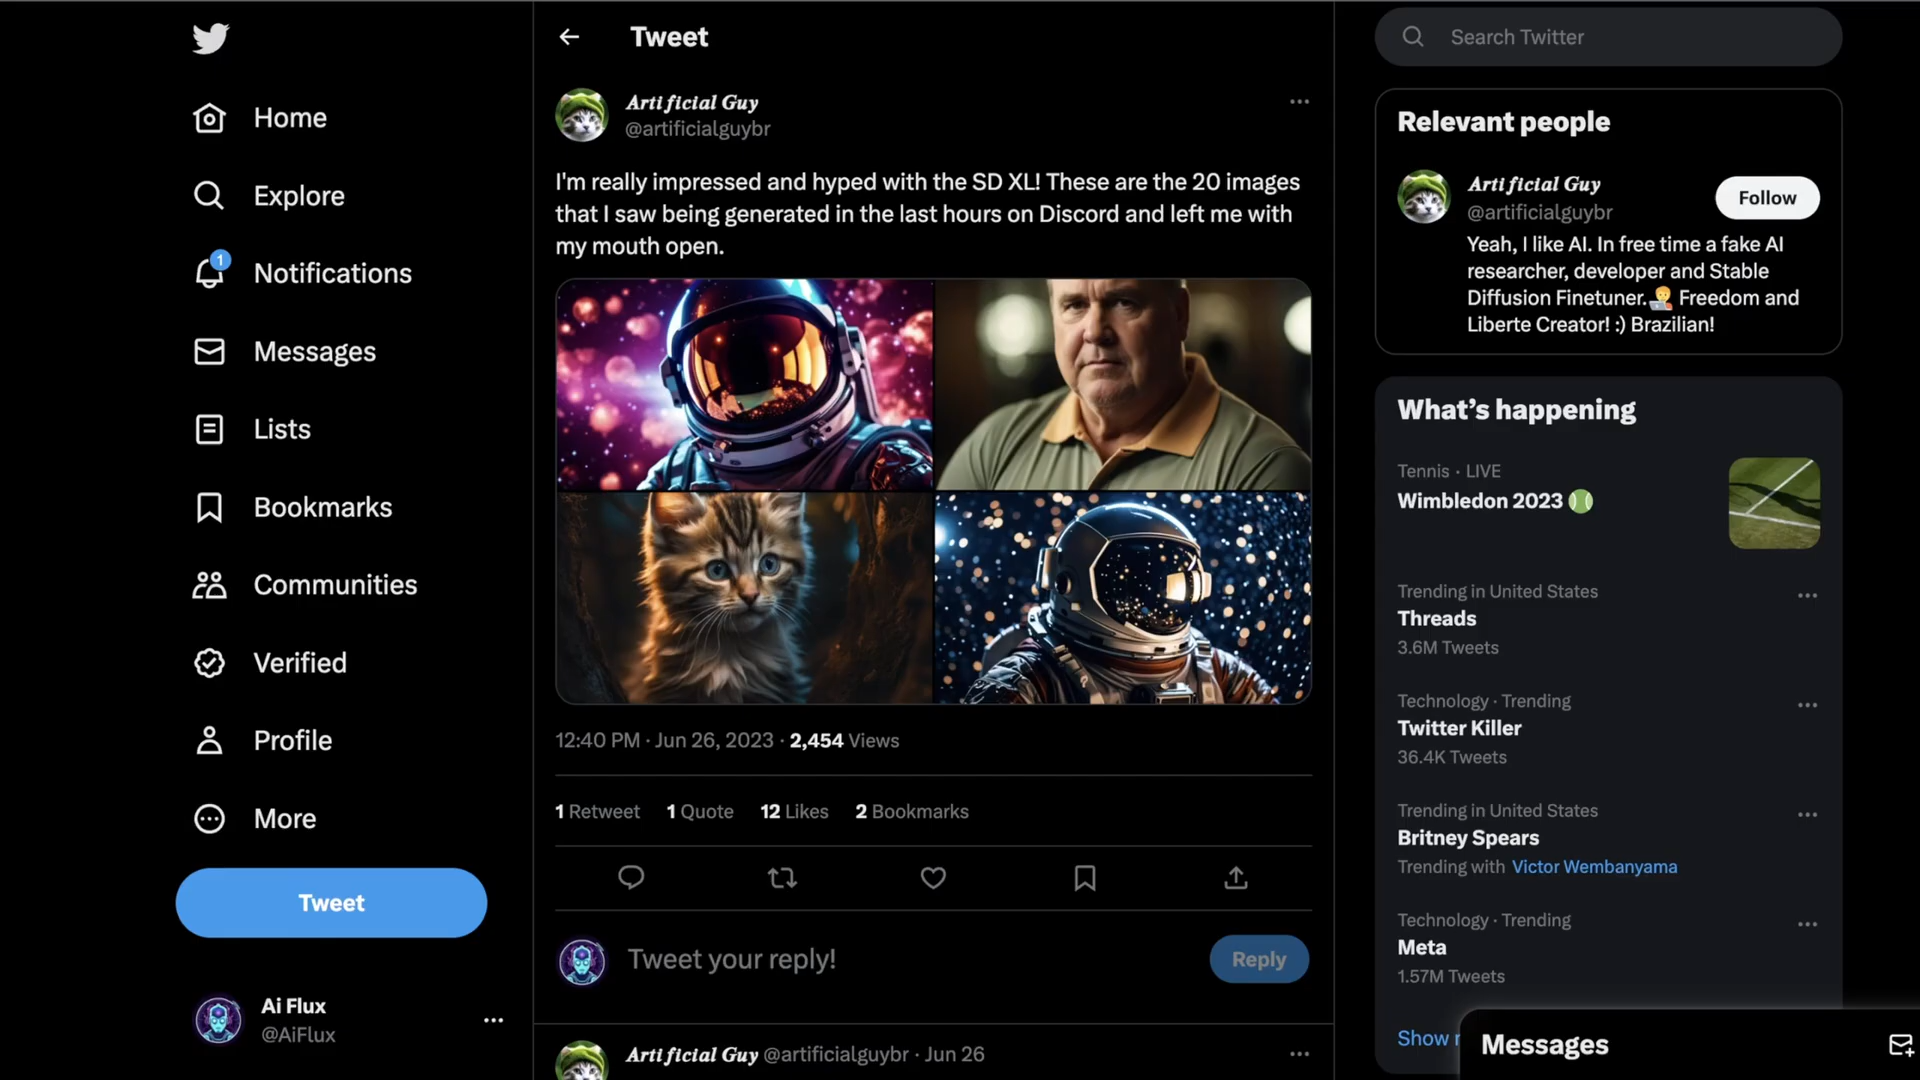 Home
Explore
1
Notifications
Messages
Lists
Bookmarks
Communities
Verified
Profile
More
Tweet
Ai Flux
@AiFlux
Tweet
Artificial Guy
@artificialguybr
I'm really impressed and hyped with the SD XL! These are the 20 images
that I saw being generated in the last hours on Discord and left me with
my mouth open.
12:40 PM · Jun 26, 2023 · 2,454 Views
1 Retweet 1 Quote 12 Likes 2 Bookmarks
Tweet your reply!
Reply
Artificial Guy @artificialguybr · Jun 26
Search Twitter
Relevant people
Artificial Guy
@artificialguybr
Follow
Yeah, I like AI. In free time a fake AI
researcher, developer and Stable
Diffusion Finetuner. Freedom and
Liberte Creator! :) Brazilian!
What's happening
Tennis · LIVE
Wimbledon 2023
Trending in United States
Threads
3.6M Tweets
Technology · Trending
Twitter Killer
36.4K Tweets
Trending in United States
Britney Spears
Trending with Victor Wembanyama
Technology · Trending
Meta
1.57M Tweets
Show
Messages